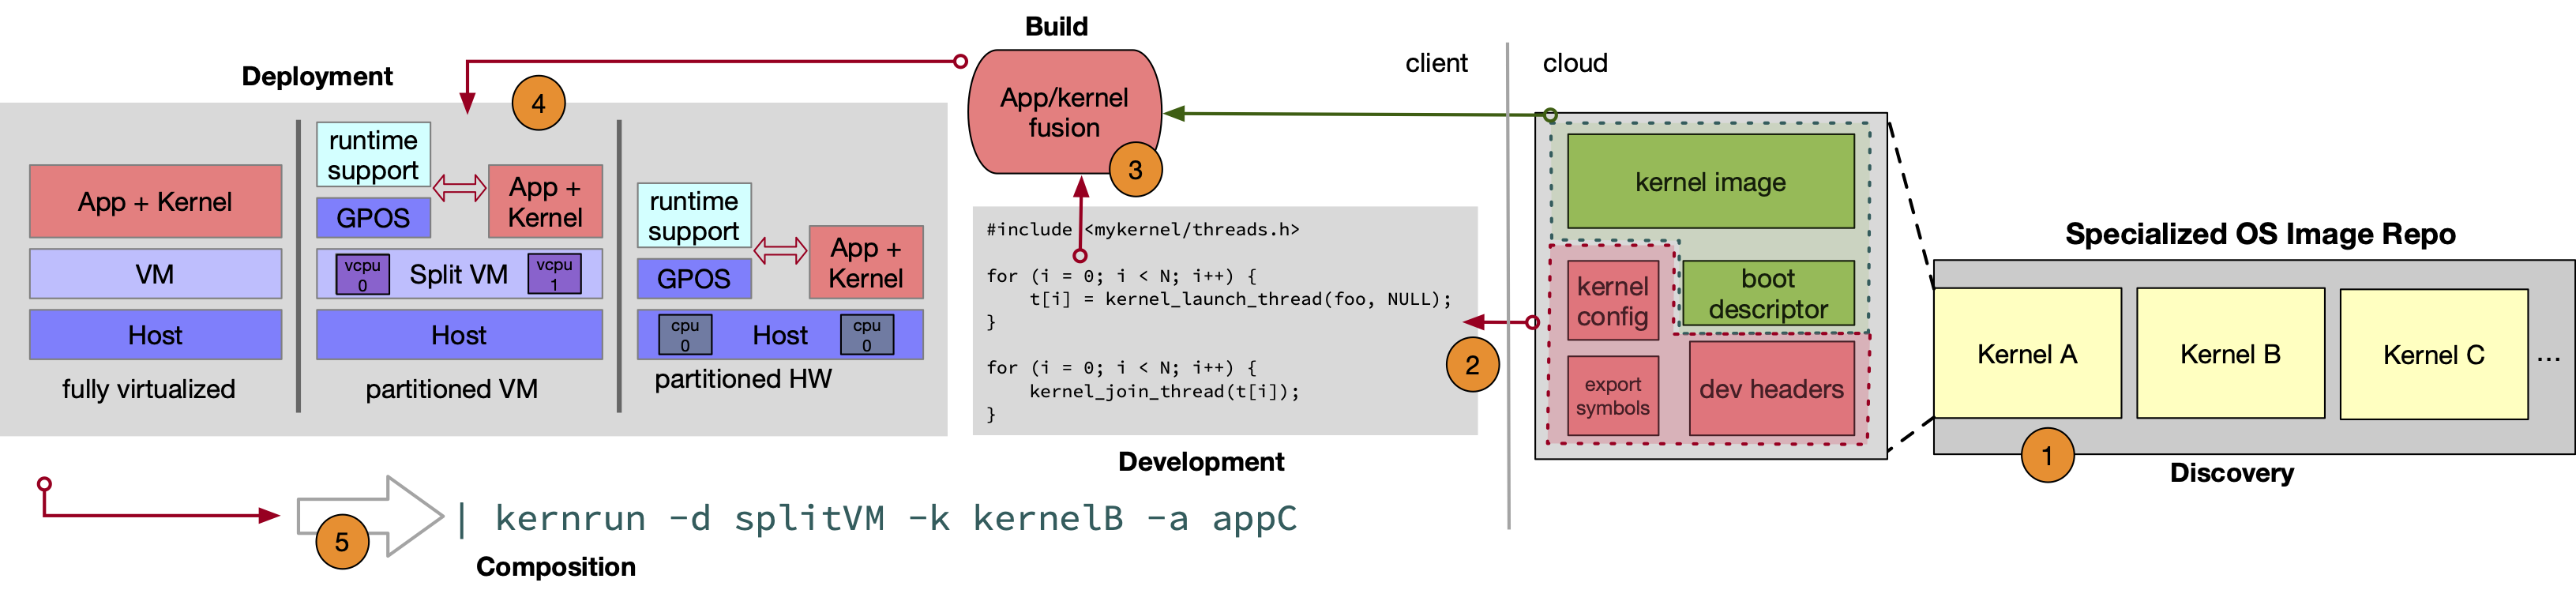 Build
Deployment
client
cloud
4
App/kernel
fusion
3
runtime
support
App + Kernel
GPOS
App +
Kernel
VM
vcpu
0
Split VM
vcpu
1
Host
Host
fully virtualized
partitioned VM
runtime
support
GPOS
App +
Kernel
cpu
0
Host
cpu
0
partitioned HW
#include <mykernel/threads.h>
for (i = 0; i < N; i++) {
t[i] = kernel_launch_thread(foo, NULL);
}
for (i = 0; i < N; i++) {
kernel_join_thread(t[i]);
}
Development
2
kernel image
kernel
config
boot
descriptor
export
symbols
dev headers
Specialized OS Image Repo
Kernel A
Kernel B
Kernel C
...
1
Discovery
5
| kernrun -d splitVM -k kernelB -a appC
Composition